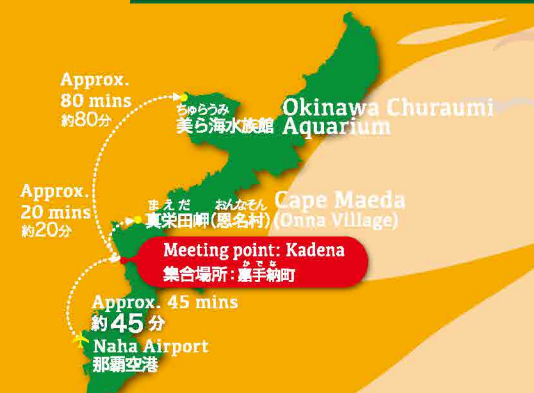 Approx.
80 mins
約80分
ちゅらうみ
美ら海水族館
Okinawa Churaumi
Aquarium
Approx.
20 mins
約20分
まえだ おんなそん
真栄田岬(恩名村)
Cape Maeda
(Onna Village)
Meeting point: Kadena
かでな
集合場所:嘉手納町
Approx. 45 mins
約45分
Naha Airport
那覇空港